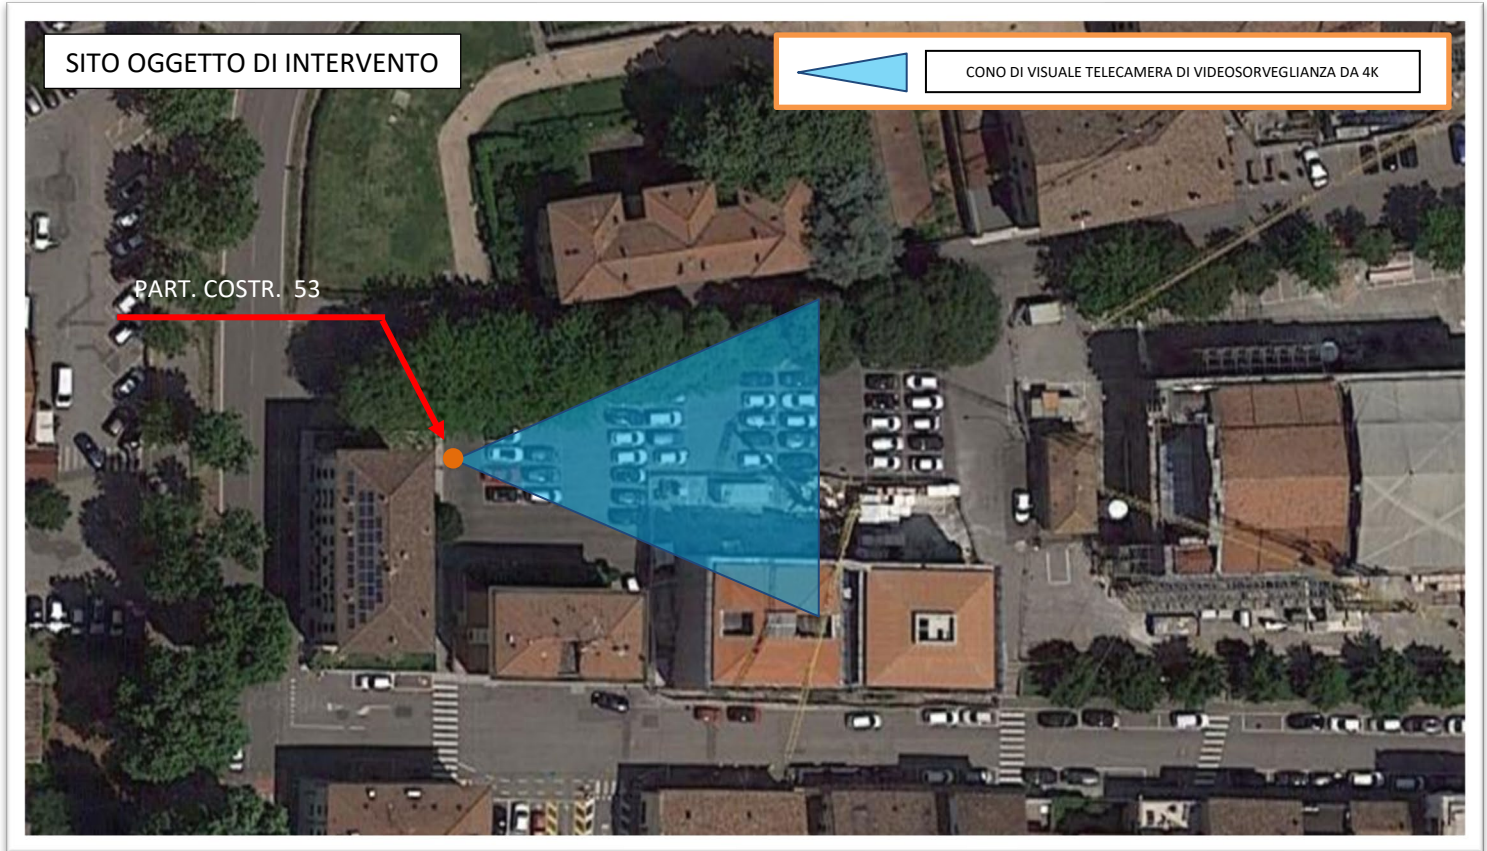 SITO OGGETTO DI INTERVENTO
CONO DI VISUALE TELECAMERA DI VIDEOSORVEGLIANZA DA 4K
PART. COSTR. 53